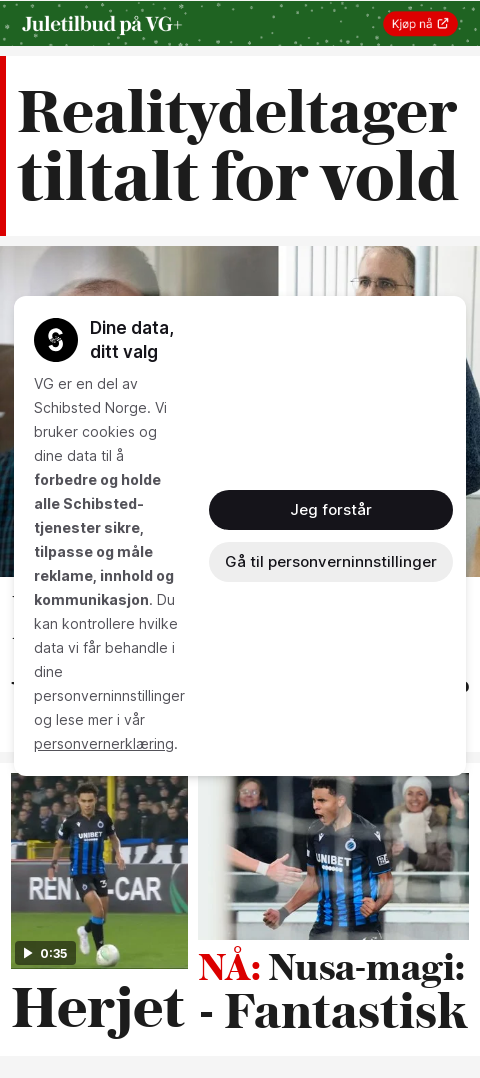 Juletilbud på VG+
Kjøp nå
Realitydeltager
tiltalt for vold
Dine data,
ditt valg
VG er en del av
Schibsted Norge. Vi
bruker cookies og
dine data til å
forbedre og holde
alle Schibsted-
tjenester sikre,
tilpasse og måle
reklame, innhold og
kommunikasjon. Du
kan kontrollere hvilke
data vi får behandle i
dine
personverninnstillinger
og lese mer i vår
personvernerklæring.
Jeg forstår
Gå til personverninnstillinger
UNIBET
RENT-A-CAR
0:35
Herjet
UNIBET
NÅ: Nusa-magi:
- Fantastisk